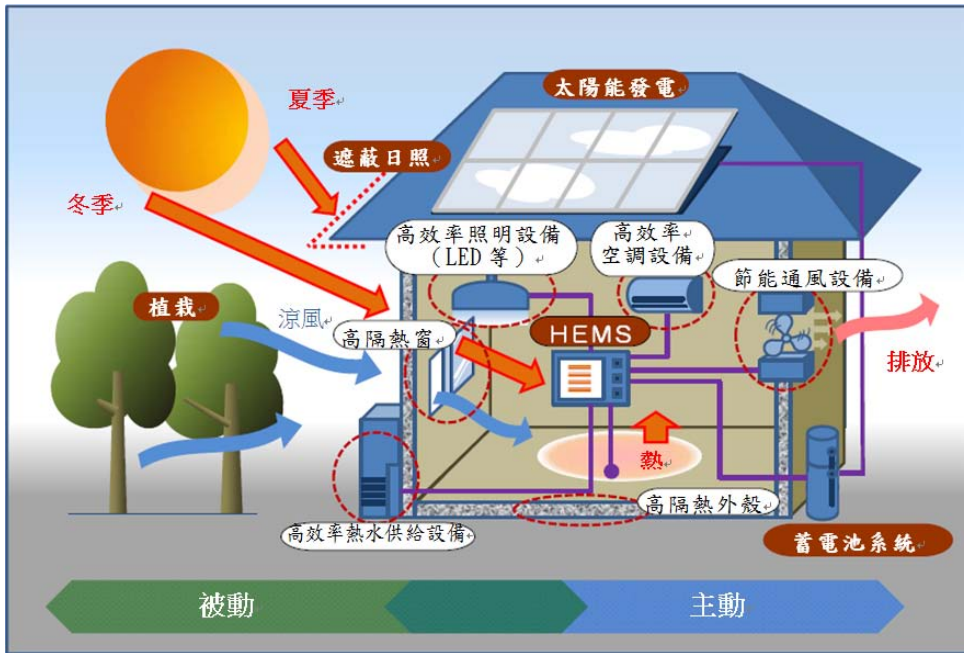 太陽能發電
夏季
遮蔽日照
冬季
高效率照明設備
（LED 等）
高效率
空調設備
節能通風設備
植栽
涼風
高隔熱窗
HEMS
排放
熱
高隔熱外殼
高效率熱水供給設備
蓄電池系統
被動
主動